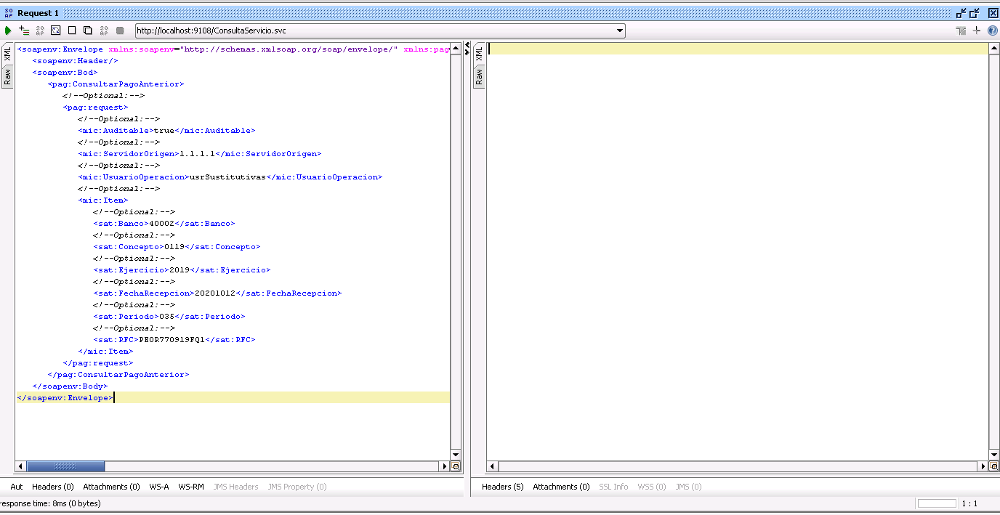 Request 1
http://localhost:9108/ConsultaServicio.svc
XML
Raw
<soapenv:Envelope xmlns:soapenv="http://schemas.xmlsoap.org/soap/envelope/" xmlns:pag
<soapenv:Header/>
<soapenv:Bod>
<pag:ConsultarPagoAnterior>
<!--Optional:-->
<pag:request>
<!--Optional:-->
<mic:Auditable>true</mic:Auditable>
<!--Optional:-->
<mic:ServidorOrigen>1.1.1.1</mic:ServidorOrigen>
<!--Optional:-->
<mic:UsuarioOperacion>usrSustitutivas</mic:UsuarioOperacion>
<!--Optional:-->
<mic:Item>
<!--Optional:-->
<sat:Banco>40002</sat:Banco>
<!--Optional:-->
<sat:Concepto>0119</sat:Concepto>
<!--Optional:-->
<sat:Ejercicio>2019</sat:Ejercicio>
<!--Optional:-->
<sat:FechaRecepcion>20201012</sat:FechaRecepcion>
<!--Optional:-->
<sat:Periodo>035</sat:Periodo>
<!--Optional:-->
<sat:RFC>PEOR770919FQ1</sat:RFC>
</mic:Item>
</pag:request>
</pag:ConsultarPagoAnterior>
</soapenv:Body>
</soapenv:Envelope>
XML
Raw
Aut Headers (0) Attachments (0) WS-A WS-RM JMS Headers JMS Property (0)
Headers (5) Attachments (0) SSL Info WSS (0) JMS (0)
response time: 8ms (0 bytes)
1 : 1